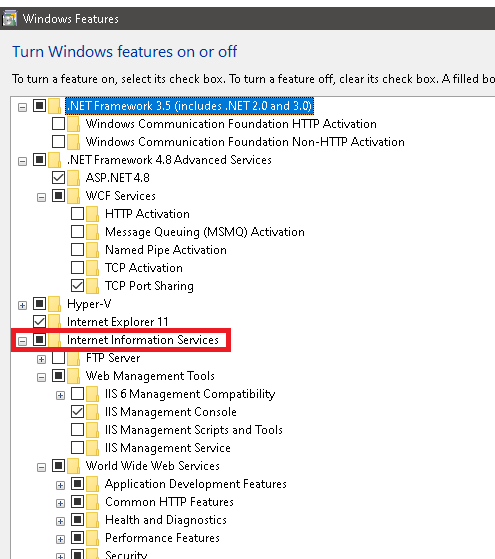 Windows Features
Turn Windows features on or off
To turn a feature on, select its check box. To turn a feature off, clear its check box. A filled bo
.NET Framework 3.5 (includes .NET 2.0 and 3.0)
Windows Communication Foundation HTTP Activation
Windows Communication Foundation Non-HTTP Activation
.NET Framework 4.8 Advanced Services
ASP.NET 4.8
WCF Services
HTTP Activation
Message Queuing (MSMQ) Activation
Named Pipe Activation
TCP Activation
TCP Port Sharing
Hyper-V
Internet Explorer 11
Internet Information Services
FTP Server
Web Management Tools
IIS 6 Management Compatibility
IIS Management Console
IIS Management Scripts and Tools
IIS Management Service
World Wide Web Services
Application Development Features
Common HTTP Features
Health and Diagnostics
Performance Features
Security